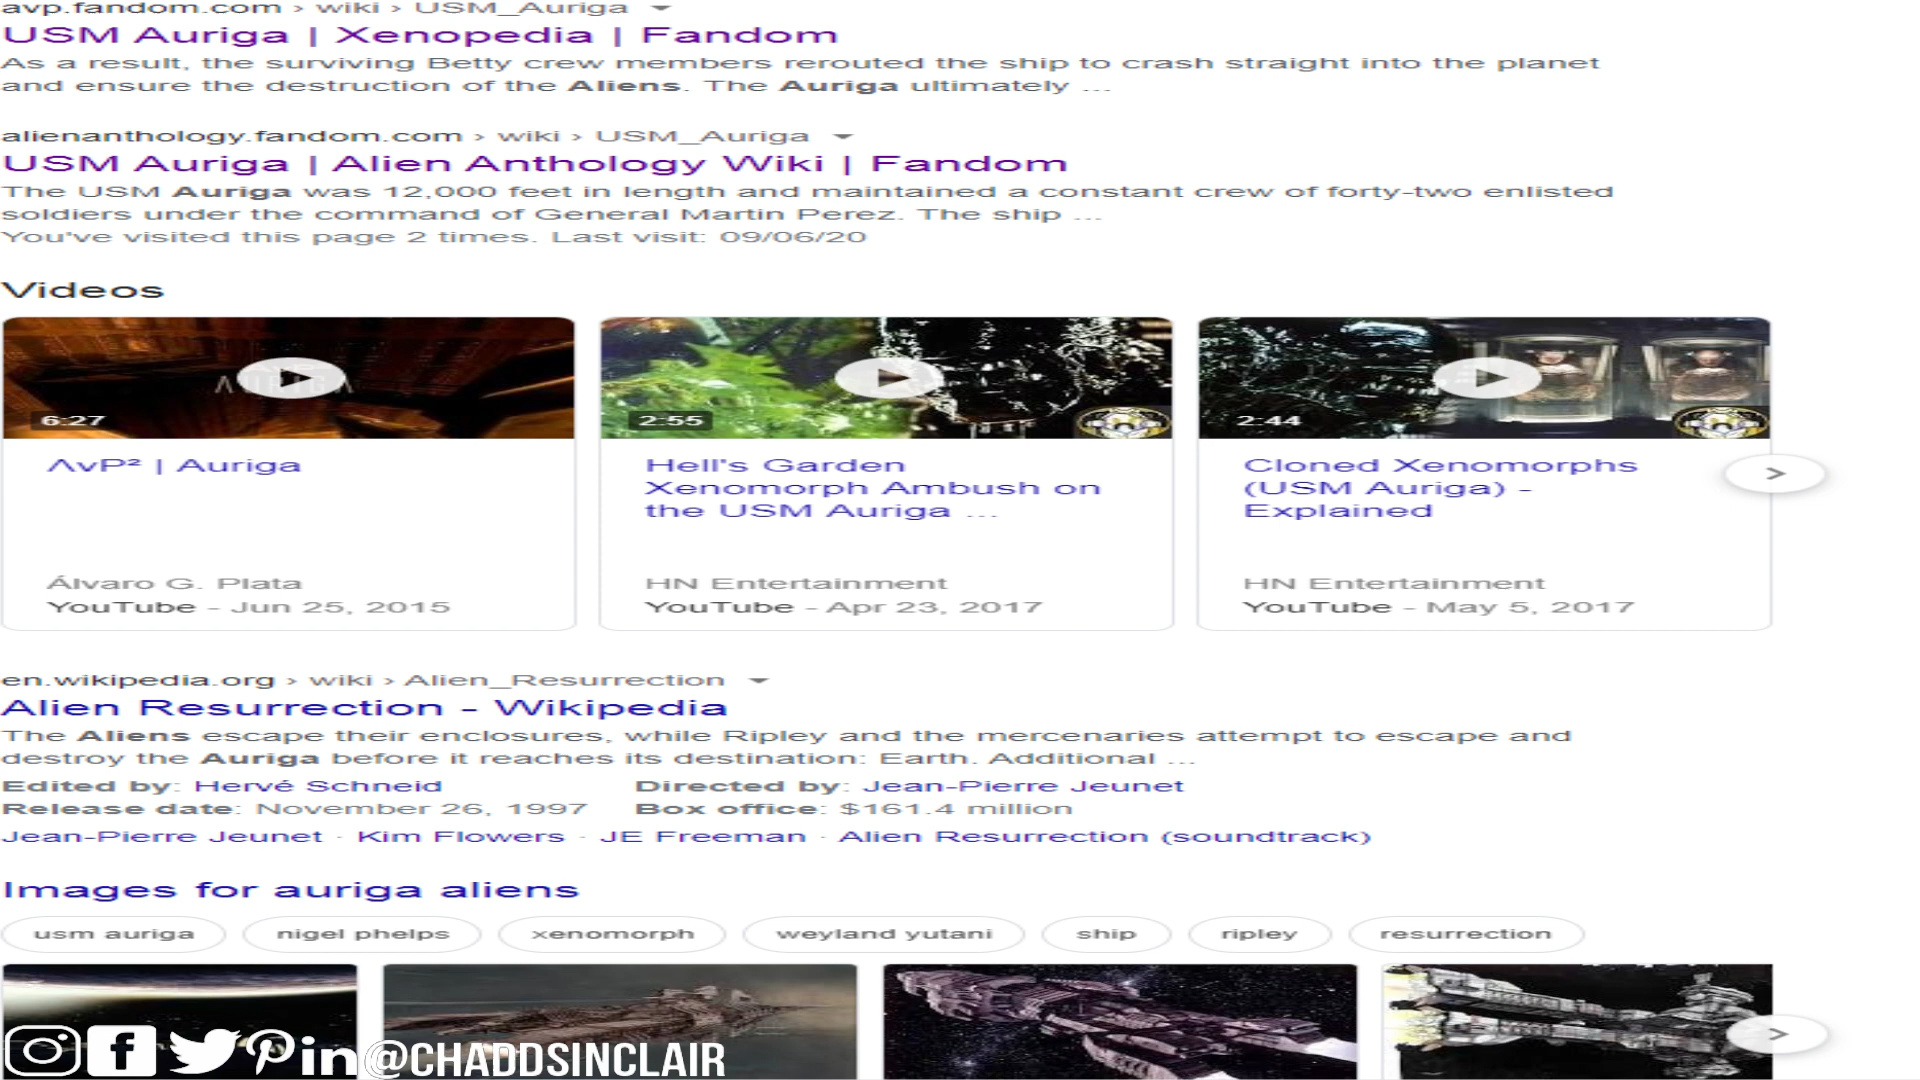 avp.fandom.com › wiki › USM_Auriga
USM Auriga | Xenopedia | Fandom
As a result, the surviving Betty crew members rerouted the ship to crash straight into the planet
and ensure the destruction of the Aliens. The Auriga ultimately ...
alienanthology.fandom.com › wiki › USM_Auriga
USM Auriga | Alien Anthology Wiki | Fandom
The USM Auriga was 12,000 feet in length and maintained a constant crew of forty-two enlisted
soldiers under the command of General Martin Perez. The ship ...
You've visited this page 2 times. Last visit: 09/06/20
Videos
6:27
ΛvP² | Auriga
Álvaro G. Plata
YouTube - Jun 25, 2015
2:55
Hell's Garden
Xenomorph Ambush on
the USM Auriga ...
HN Entertainment
YouTube - Apr 23, 2017
2:44
Cloned Xenomorphs
(USM Auriga) -
Explained
HN Entertainment
YouTube - May 5, 2017
en.wikipedia.org › wiki › Alien_Resurrection
Alien Resurrection - Wikipedia
The Aliens escape their enclosures, while Ripley and the mercenaries attempt to escape and
destroy the Auriga before it reaches its destination: Earth. Additional ...
Edited by: Hervé Schneid Directed by: Jean-Pierre Jeunet
Release date: November 26, 1997 Box office: $161.4 million
Jean-Pierre Jeunet · Kim Flowers · JE Freeman · Alien Resurrection (soundtrack)
Images for auriga aliens
usm auriga nigel phelps xenomorph weyland yutani ship ripley resurrection
@CHADDSINCLAIR